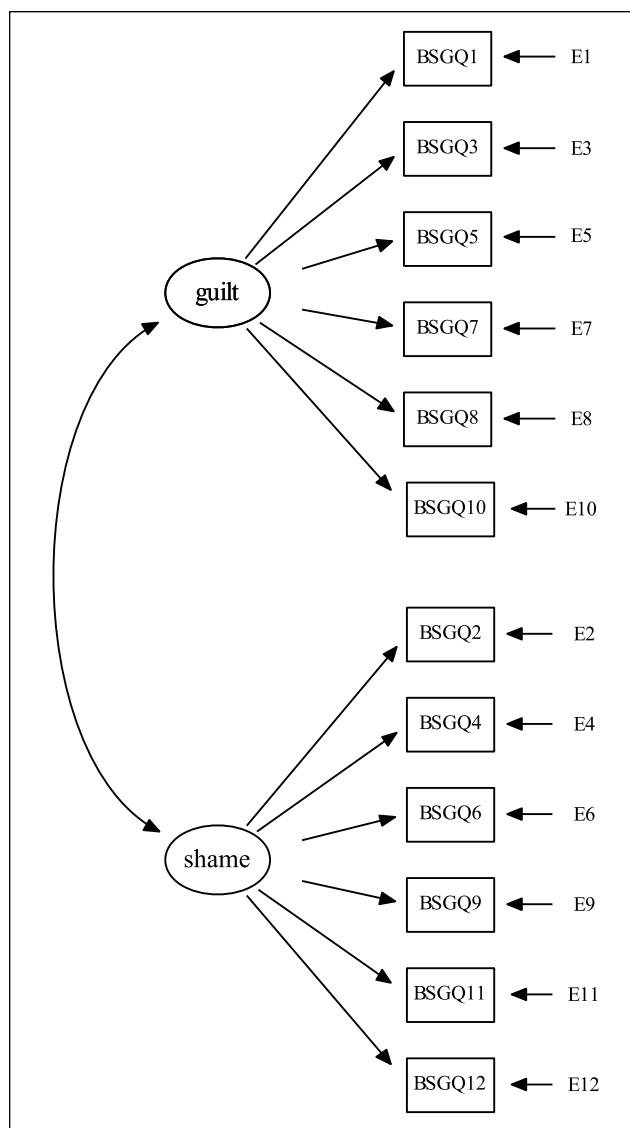 BSGQ1 E1
BSGQ3 E3
BSGQ5 E5
guilt
BSGQ7 E7
BSGQ8 E8
BSGQ10 E10
BSGQ2 E2
BSGQ4 E4
BSGQ6 E6
shame
BSGQ9 E9
BSGQ11 E11
BSGQ12 E12